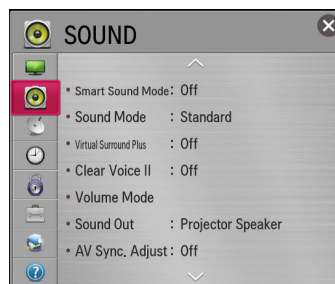 SOUND
• Smart Sound Mode: Off
• Sound Mode : Standard
• Virtual Surround Plus : Off
• Clear Voice II : Off
• Volume Mode
• Sound Out : Projector Speaker
• AV Sync. Adjust : Off